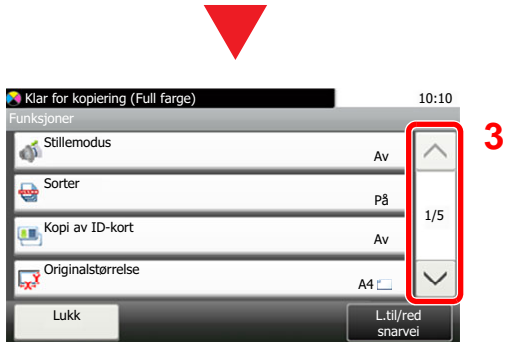 Klar for kopiering (Full farge)
10:10
Funksjoner
Stillemodus
Av
3
Sorter
På
1/5
Kopi av ID-kort
Av
Originalstørrelse
A4
Lukk
L.til/red
snarvei